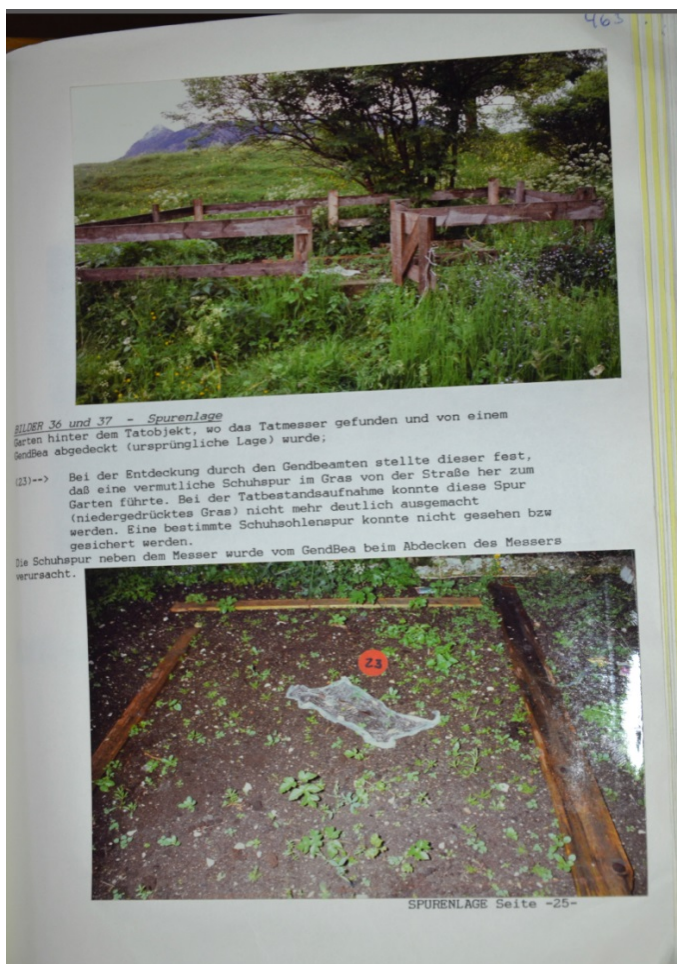 463
BILDER 36 und 37 - Spurenlage
Garten hinter dem Tatobjekt, wo das Tatmesser gefunden und von einem
GendBea abgedeckt (ursprüngliche Lage) wurde;
(23)--> Bei der Entdeckung durch den Gendbeamten stellte dieser fest,
daß eine vermutliche Schuhspur im Gras von der Straße her zum
Garten führte. Bei der Tatbestandsaufnahme konnte diese Spur
(niedergedrücktes Gras) nicht mehr deutlich ausgemacht
werden. Eine bestimmte Schuhsohlenspur konnte nicht gesehen bzw
gesichert werden.
Die Schuhspur neben dem Messer wurde vom GendBea beim Abdecken des Messers
verursacht.
23
SPURENLAGE Seite -25-